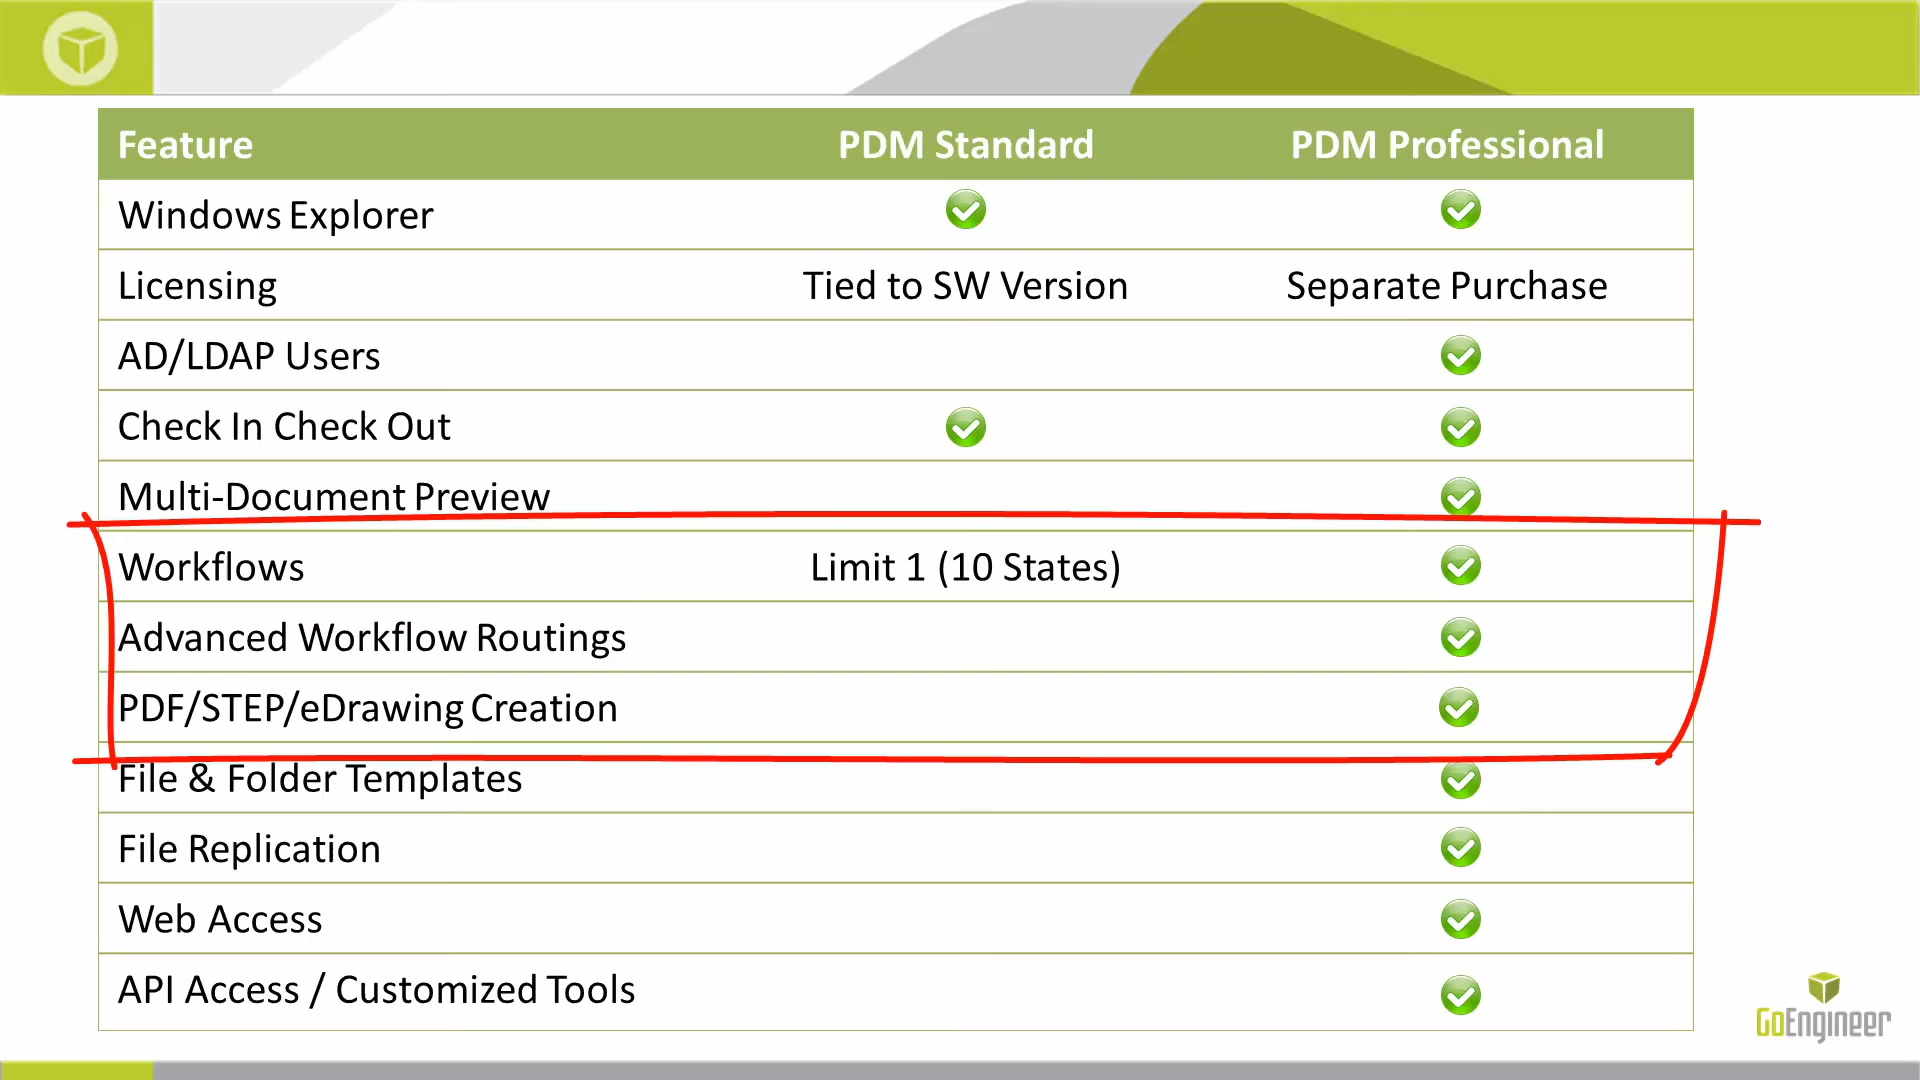 Feature PDM Standard PDM Professional
Windows Explorer
Licensing Tied to SW Version Separate Purchase
AD/LDAP Users
Check In Check Out
Multi-Document Preview
Workflows Limit 1 (10 States)
Advanced Workflow Routings
PDF/STEP/eDrawing Creation
File & Folder Templates
File Replication
Web Access
API Access / Customized Tools
GoEngineer